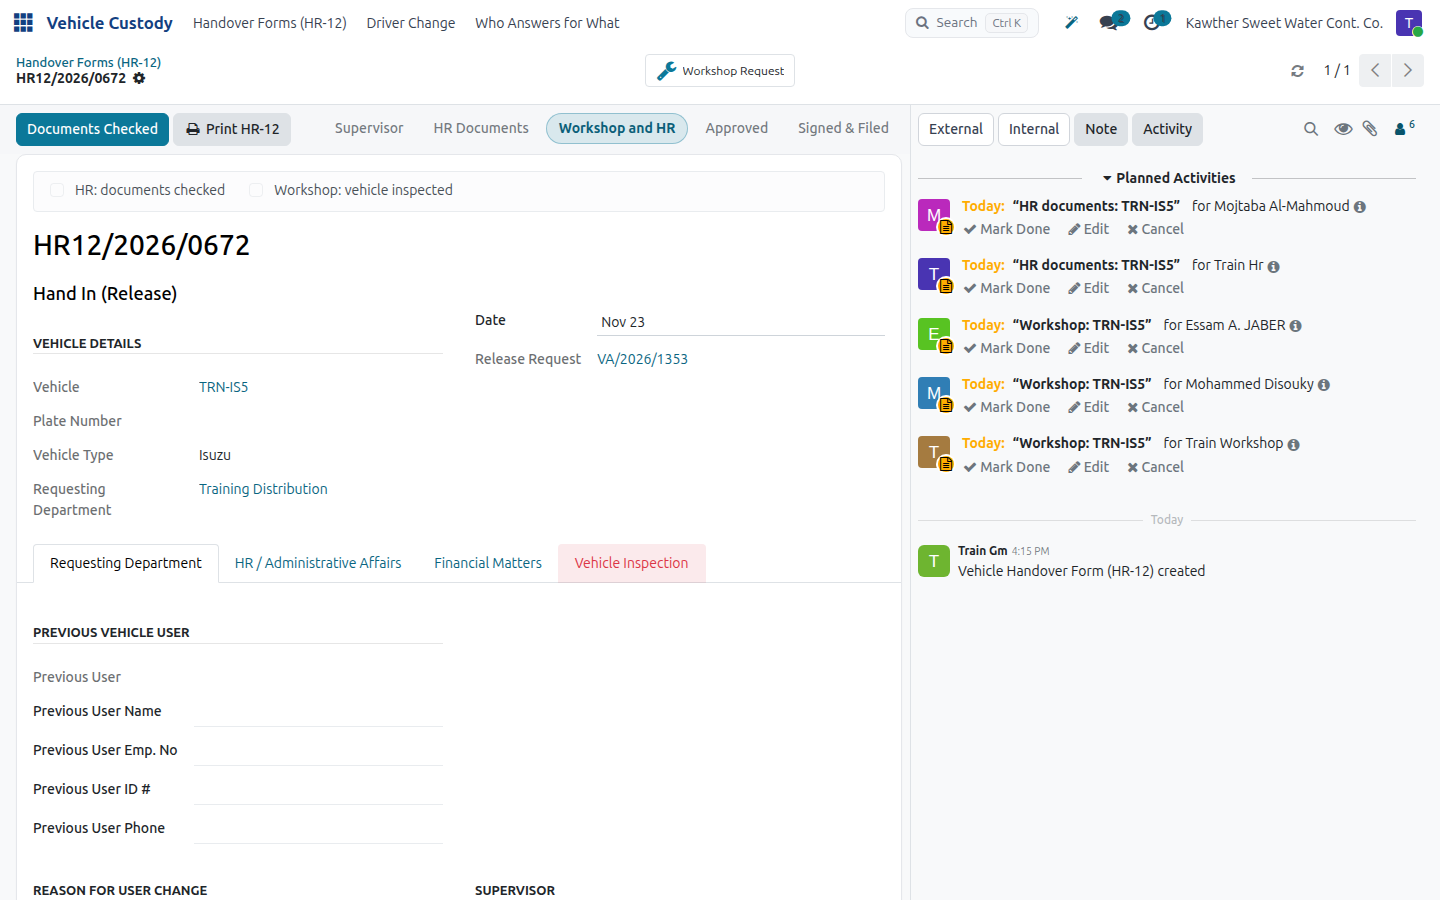 Vehicle Custody
Handover Forms (HR-12)
Driver Change
Who Answers for What
Search
Ctrl K
2
3
Kawther Sweet Water Cont. Co.
T
Handover Forms (HR-12)
HR12/2026/0672
Workshop Request
1 / 1
Documents Checked
Print HR-12
Supervisor
HR Documents
Workshop and HR
Approved
Signed & Filed
External
Internal
Note
Activity
6
HR: documents checked
Workshop: vehicle inspected
HR12/2026/0672
Hand In (Release)
Date
Nov 23
VEHICLE DETAILS
Release Request
VA/2026/1353
Vehicle
TRN-IS5
Plate Number
Vehicle Type
Isuzu
Requesting Department
Training Distribution
Requesting Department
HR / Administrative Affairs
Financial Matters
Vehicle Inspection
PREVIOUS VEHICLE USER
Previous User
Previous User Name
Previous User Emp. No
Previous User ID #
Previous User Phone
REASON FOR USER CHANGE
SUPERVISOR
Planned Activities
M
Today: “HR documents: TRN-IS5” for Mojtaba Al-Mahmoud
Mark Done Edit Cancel
T
Today: “HR documents: TRN-IS5” for Train Hr
Mark Done Edit Cancel
E
Today: “Workshop: TRN-IS5” for Essam A. JABER
Mark Done Edit Cancel
M
Today: “Workshop: TRN-IS5” for Mohammed Disouky
Mark Done Edit Cancel
T
Today: “Workshop: TRN-IS5” for Train Workshop
Mark Done Edit Cancel
Today
T
Train Gm 4:15 PM
Vehicle Handover Form (HR-12) created